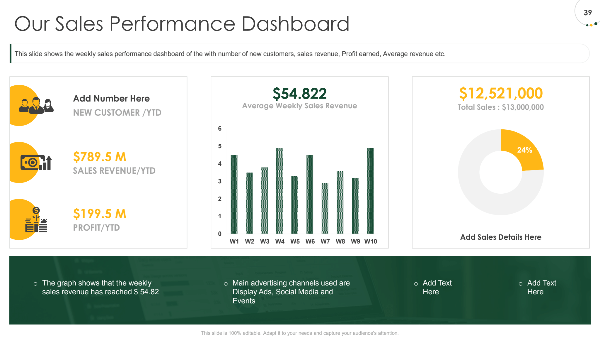 39
Our Sales Performance Dashboard
This slide shows the weekly sales performance dashboard of the with number of new customers, sales revenue, Profit earned, Average revenue etc.
Add Number Here
NEW CUSTOMER /YTD
$789.5 M
SALES REVENUE/YTD
$199.5 M
PROFIT/YTD
$54.822
Average Weekly Sales Revenue
6
5
4
3
2
1
0
W1 W2 W3 W4 W5 W6 W7 W8 W9 W10
$12,521,000
Total Sales : $13,000,000
24%
Add Sales Details Here
The graph shows that the weekly
sales revenue has reached $ 54.82
Main advertising channels used are
Display Ads, Social Media and
Events
Add Text
Here
Add Text
Here
This slide is 100% editable. Adapt it to your needs and capture your audience's attention.